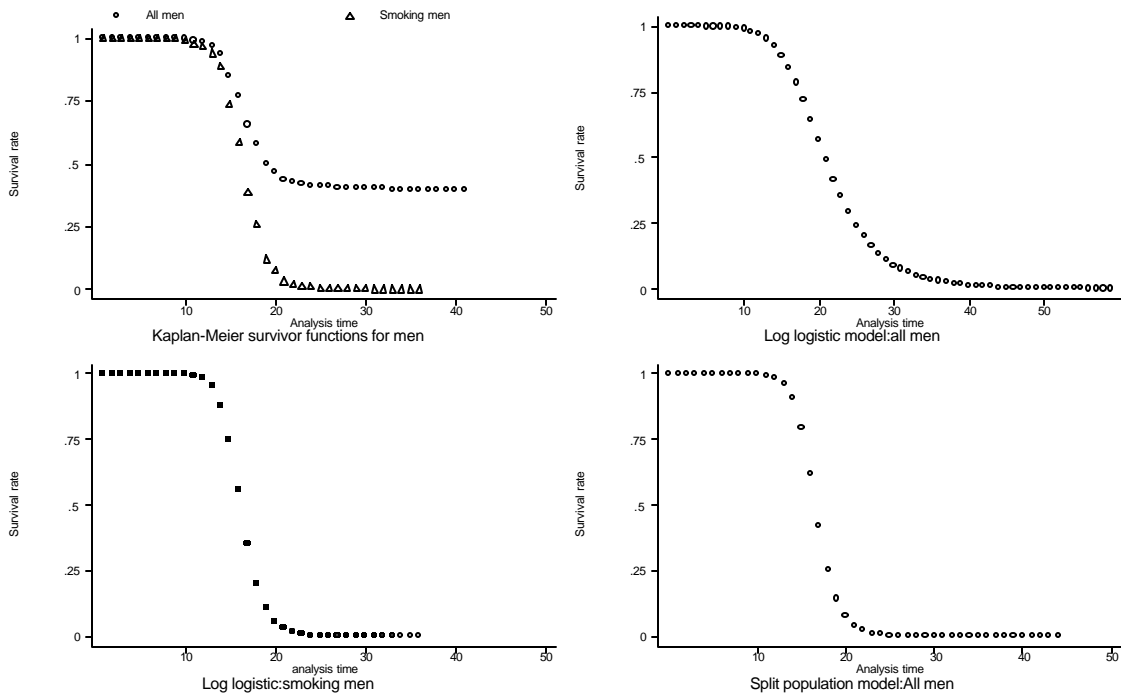 All men Smoking men
Survival rate
1
.75
.5
.25
0
10 20 30 40 50
Analysis time
Kaplan-Meier survivor functions for men
Survival rate
1
.75
.5
.25
0
10 20 30 40 50
Analysis time
Log logistic model:all men
Survival rate
1
.75
.5
.25
0
10 20 30 40 50
analysis time
Log logistic:smoking men
Survival rate
1
.75
.5
.25
0
10 20 30 40 50
Analysis time
Split population model:All men